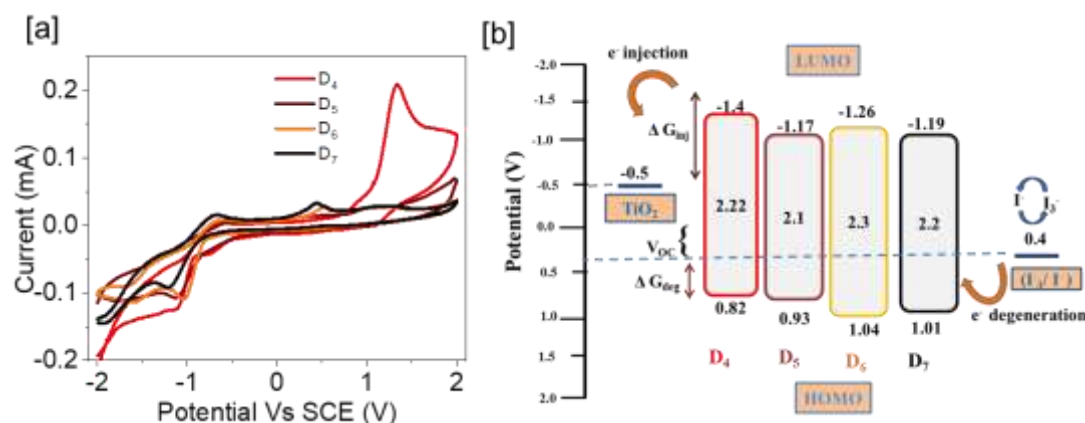 [a]
0.2
0.1
0.0
-0.1
-0.2
Current (mA)
D₄
D₅
D₆
D₇
-2
-1
0
1
2
Potential Vs SCE (V)
[b]
e⁻ injection
LUMO
-2.0
-1.5
-1.0
-0.5
0.0
0.5
1.0
1.5
2.0
Potential (V)
Δ G_inj
-0.5
TiO₂
V_OC {
Δ G_deg
-1.4
2.22
0.82
D₄
-1.17
2.1
0.93
D₅
-1.26
2.3
1.04
D₆
-1.19
2.2
1.01
D₇
I⁻
I₃⁻
0.4
(I₃⁻/ I⁻)
e⁻ degeneration
HOMO